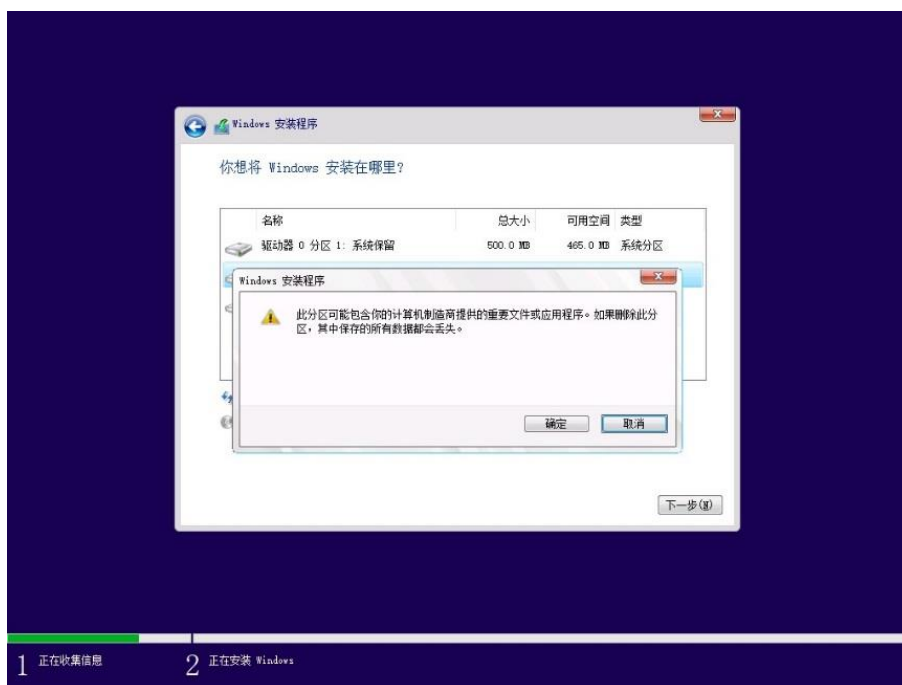 Windows 安装程序
你想将 Windows 安装在哪里?
名称 总大小 可用空间 类型
驱动器 0 分区 1: 系统保留 500.0 MB 465.0 MB 系统分区
Windows 安装程序
此分区可能包含你的计算机制造商提供的重要文件或应用程序。如果删除此分
区，其中保存的所有数据都会丢失。
确定 取消
下一步(N)
1 正在收集信息 2 正在安装 Windows